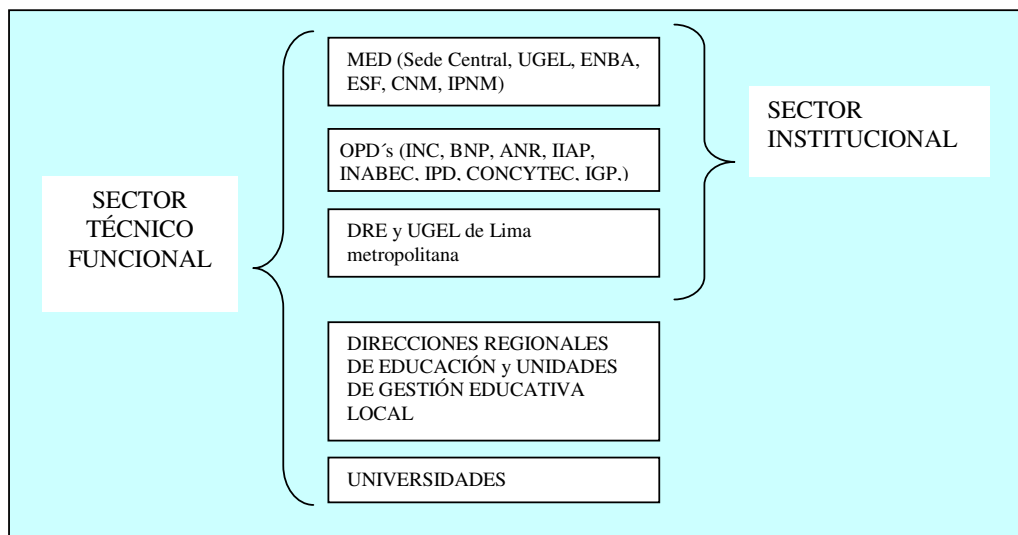 SECTOR
TÉCNICO
FUNCIONAL
MED (Sede Central, UGEL, ENBA,
ESF, CNM, IPNM)
OPD´s (INC, BNP, ANR, IIAP,
INABEC, IPD, CONCYTEC, IGP,)
DRE y UGEL de Lima
metropolitana
DIRECCIONES REGIONALES
DE EDUCACIÓN y UNIDADES
DE GESTIÓN EDUCATIVA
LOCAL
UNIVERSIDADES
SECTOR
INSTITUCIONAL